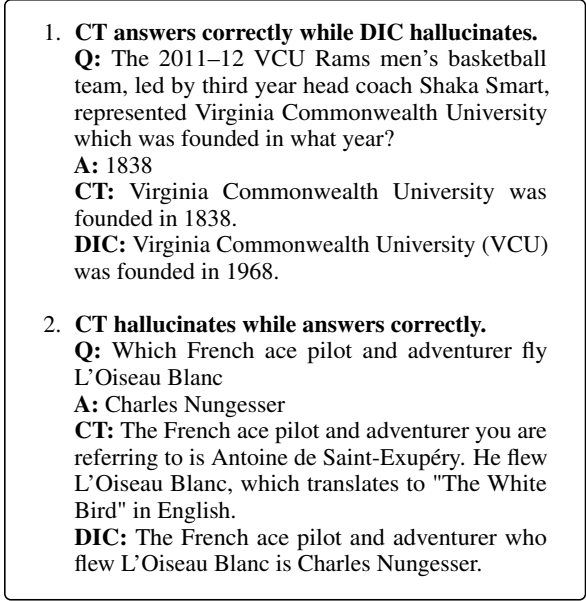 1. CT answers correctly while DIC hallucinates.
Q: The 2011–12 VCU Rams men's basketball
team, led by third year head coach Shaka Smart,
represented Virginia Commonwealth University
which was founded in what year?
A: 1838
CT: Virginia Commonwealth University was
founded in 1838.
DIC: Virginia Commonwealth University (VCU)
was founded in 1968.
2. CT hallucinates while answers correctly.
Q: Which French ace pilot and adventurer fly
L'Oiseau Blanc
A: Charles Nungesser
CT: The French ace pilot and adventurer you are
referring to is Antoine de Saint-Exupéry. He flew
L'Oiseau Blanc, which translates to "The White
Bird" in English.
DIC: The French ace pilot and adventurer who
flew L'Oiseau Blanc is Charles Nungesser.